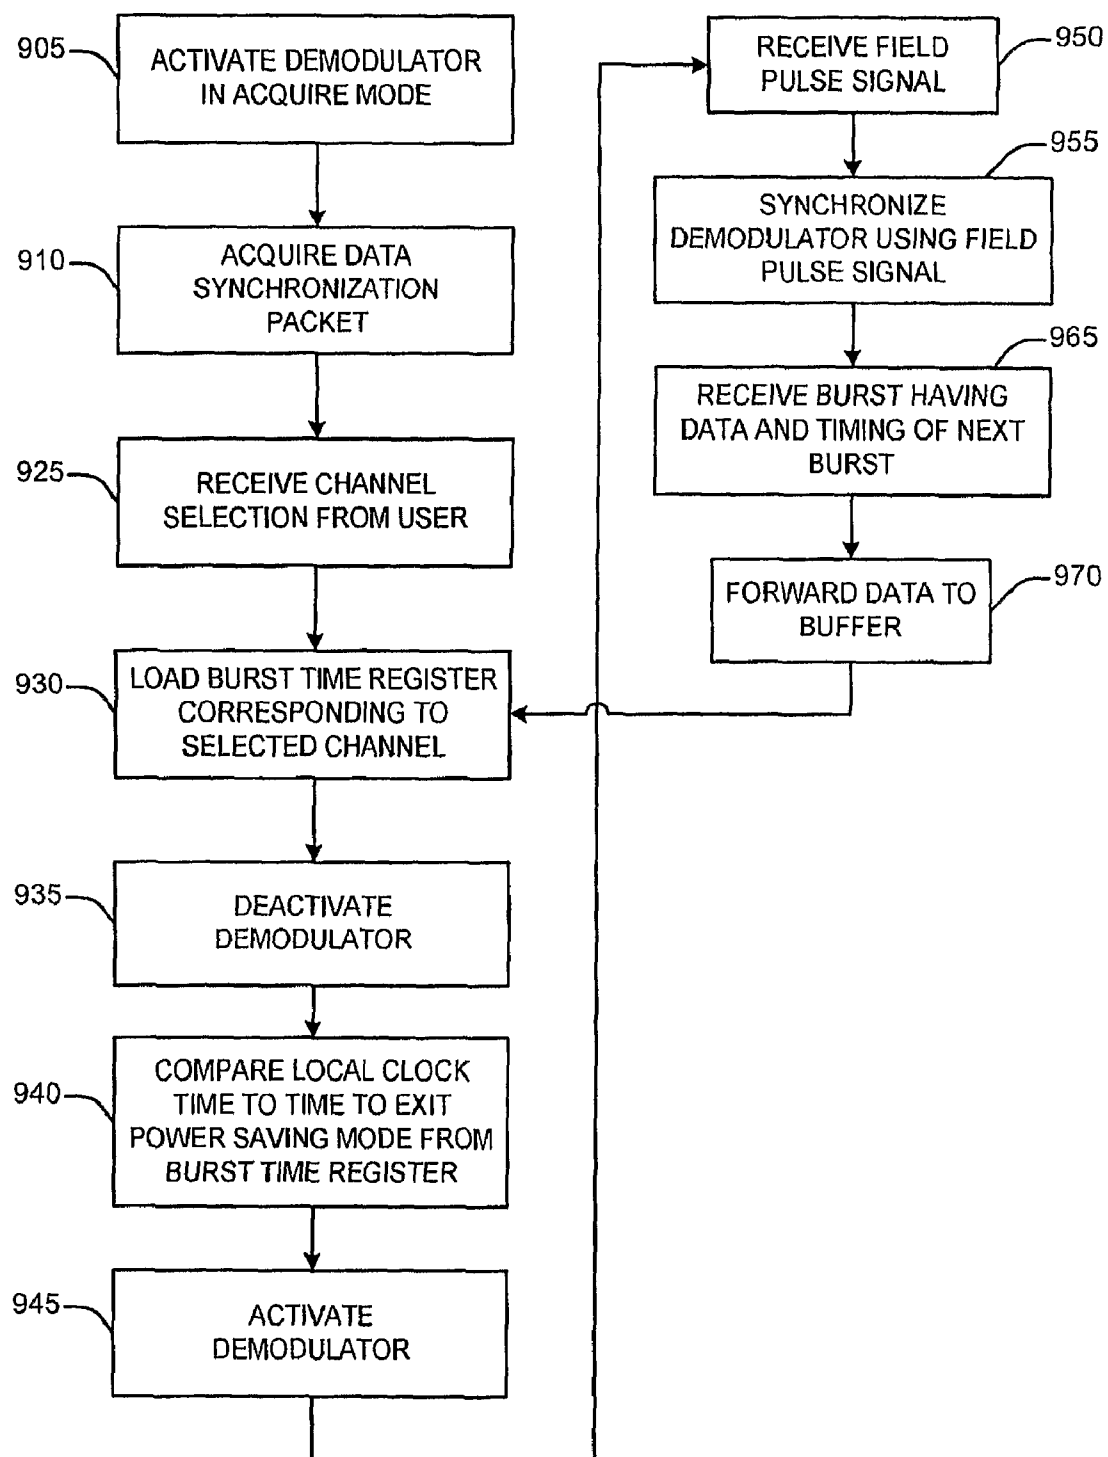 905
ACTIVATE DEMODULATOR
IN ACQUIRE MODE
910
ACQUIRE DATA
SYNCHRONIZATION
PACKET
925
RECEIVE CHANNEL
SELECTION FROM USER
930
LOAD BURST TIME REGISTER
CORRESPONDING TO
SELECTED CHANNEL
935
DEACTIVATE
DEMODULATOR
940
COMPARE LOCAL CLOCK
TIME TO TIME TO EXIT
POWER SAVING MODE FROM
BURST TIME REGISTER
945
ACTIVATE
DEMODULATOR
950
RECEIVE FIELD
PULSE SIGNAL
955
SYNCHRONIZE
DEMODULATOR USING FIELD
PULSE SIGNAL
965
RECEIVE BURST HAVING
DATA AND TIMING OF NEXT
BURST
970
FORWARD DATA TO
BUFFER